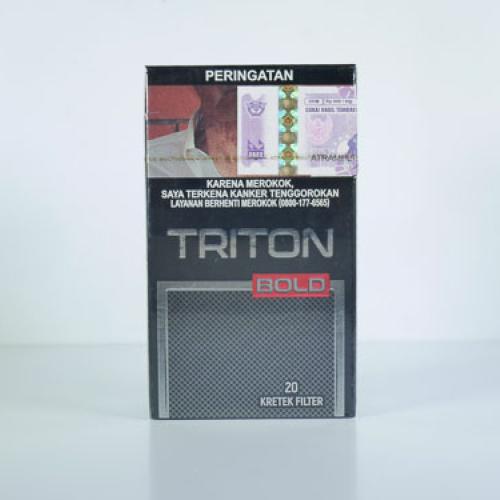 PERINGATAN
KARENA MEROKOK,
SAYA TERKENA KANKER TENGGOROKAN
LAYANAN BERHENTI MEROKOK (0800-177-6565)
TRITON
BOLD
20
KRETEK FILTER